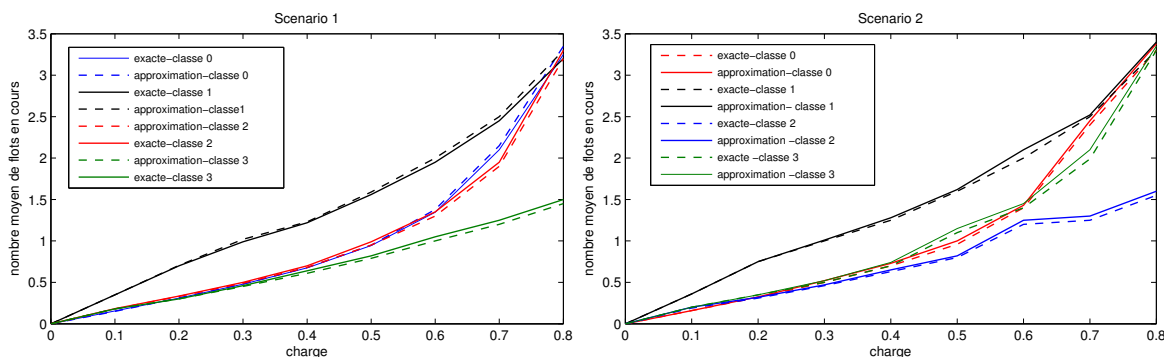 Scenario 1
nombre moyen de flots en cours
3.5
3
2.5
2
1.5
1
0.5
0
exacte−classe 0
approximation−classe 0
exacte−classe 1
approximation−classe1
approximation−classe 2
exacte−classe 2
approximation−classe 3
exacte−classe 3
0 0.1 0.2 0.3 0.4 0.5 0.6 0.7 0.8
charge
Scenario 2
nombre moyen de flots en cours
3.5
3
2.5
2
1.5
1
0.5
0
exacte−classe 0
approximation−classe 0
exacte−classe 1
approximation− classe 1
exacte−classe 2
approximation −classe 2
exacte −classe 3
approximation −classe 3
0 0.1 0.2 0.3 0.4 0.5 0.6 0.7 0.8
charge